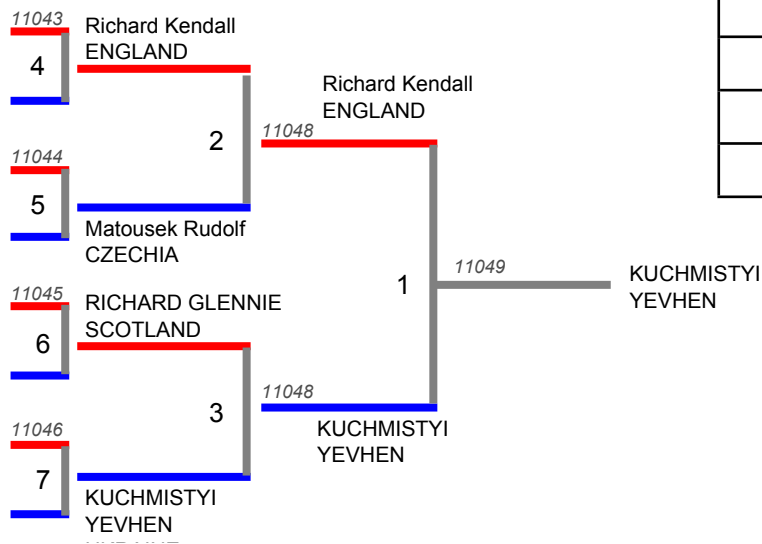 11043
Richard Kendall
ENGLAND
4
Richard Kendall
ENGLAND
2
11048
11044
5
Matousek Rudolf
CZECHIA
1
11049
KUCHMISTYI
YEVHEN
11045
RICHARD GLENNIE
SCOTLAND
6
11048
3
KUCHMISTYI
YEVHEN
11046
7
KUCHMISTYI
YEVHEN